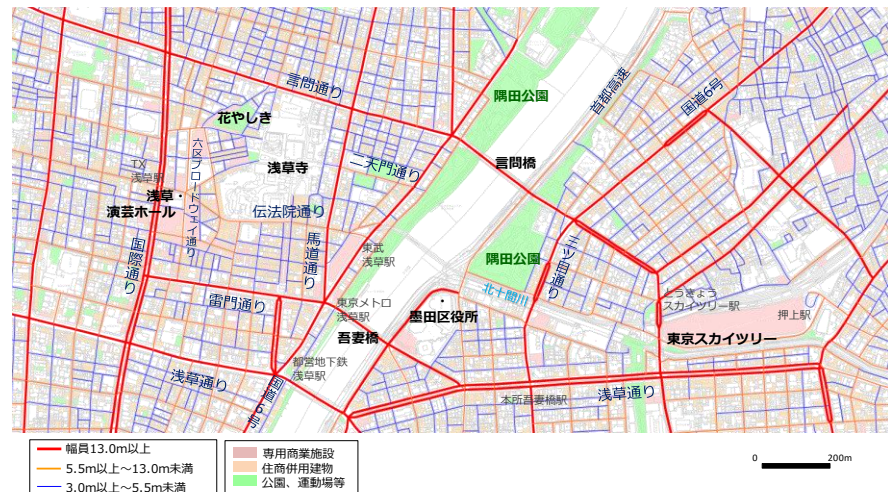 言問通り
花やしき
隅田公園
首都高速
国道6号
六区ブロードウェイ通り
TX
浅草駅
浅草寺
二天門通り
言問橋
浅草・
演芸ホール
伝法院通り
馬道通り
国際通り
東武
浅草駅
隅田公園
三ツ目通り
北十間川
雷門通り
東京メトロ
浅草駅
墨田区役所
とうきょう
スカイツリー駅
押上駅
吾妻橋
東京スカイツリー
都営地下鉄
浅草駅
浅草通り
国道6号
本所吾妻橋駅
浅草通り
幅員13.0m以上
5.5m以上~13.0m未満
3.0m以上~5.5m未満
専用商業施設
住商併用建物
公園、運動場等
0 200m